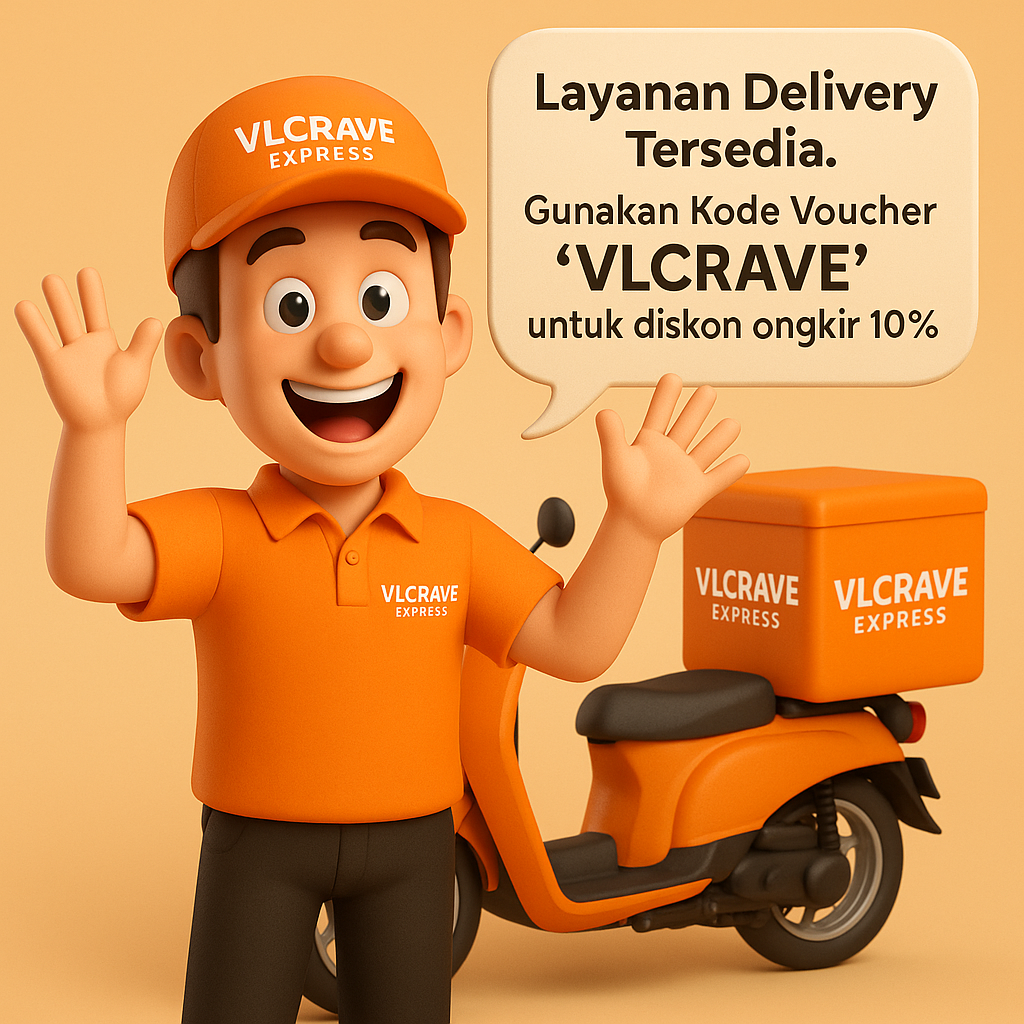 VLCRAVE
EXPRESS
Layanan Delivery
Tersedia.
Gunakan Kode Voucher
‘VLCRAVE’
untuk diskon ongkir 10%
VLCRAVE
EXPRESS
VLCRAVE
EXPRESS
VLCRAVE
EXPRESS